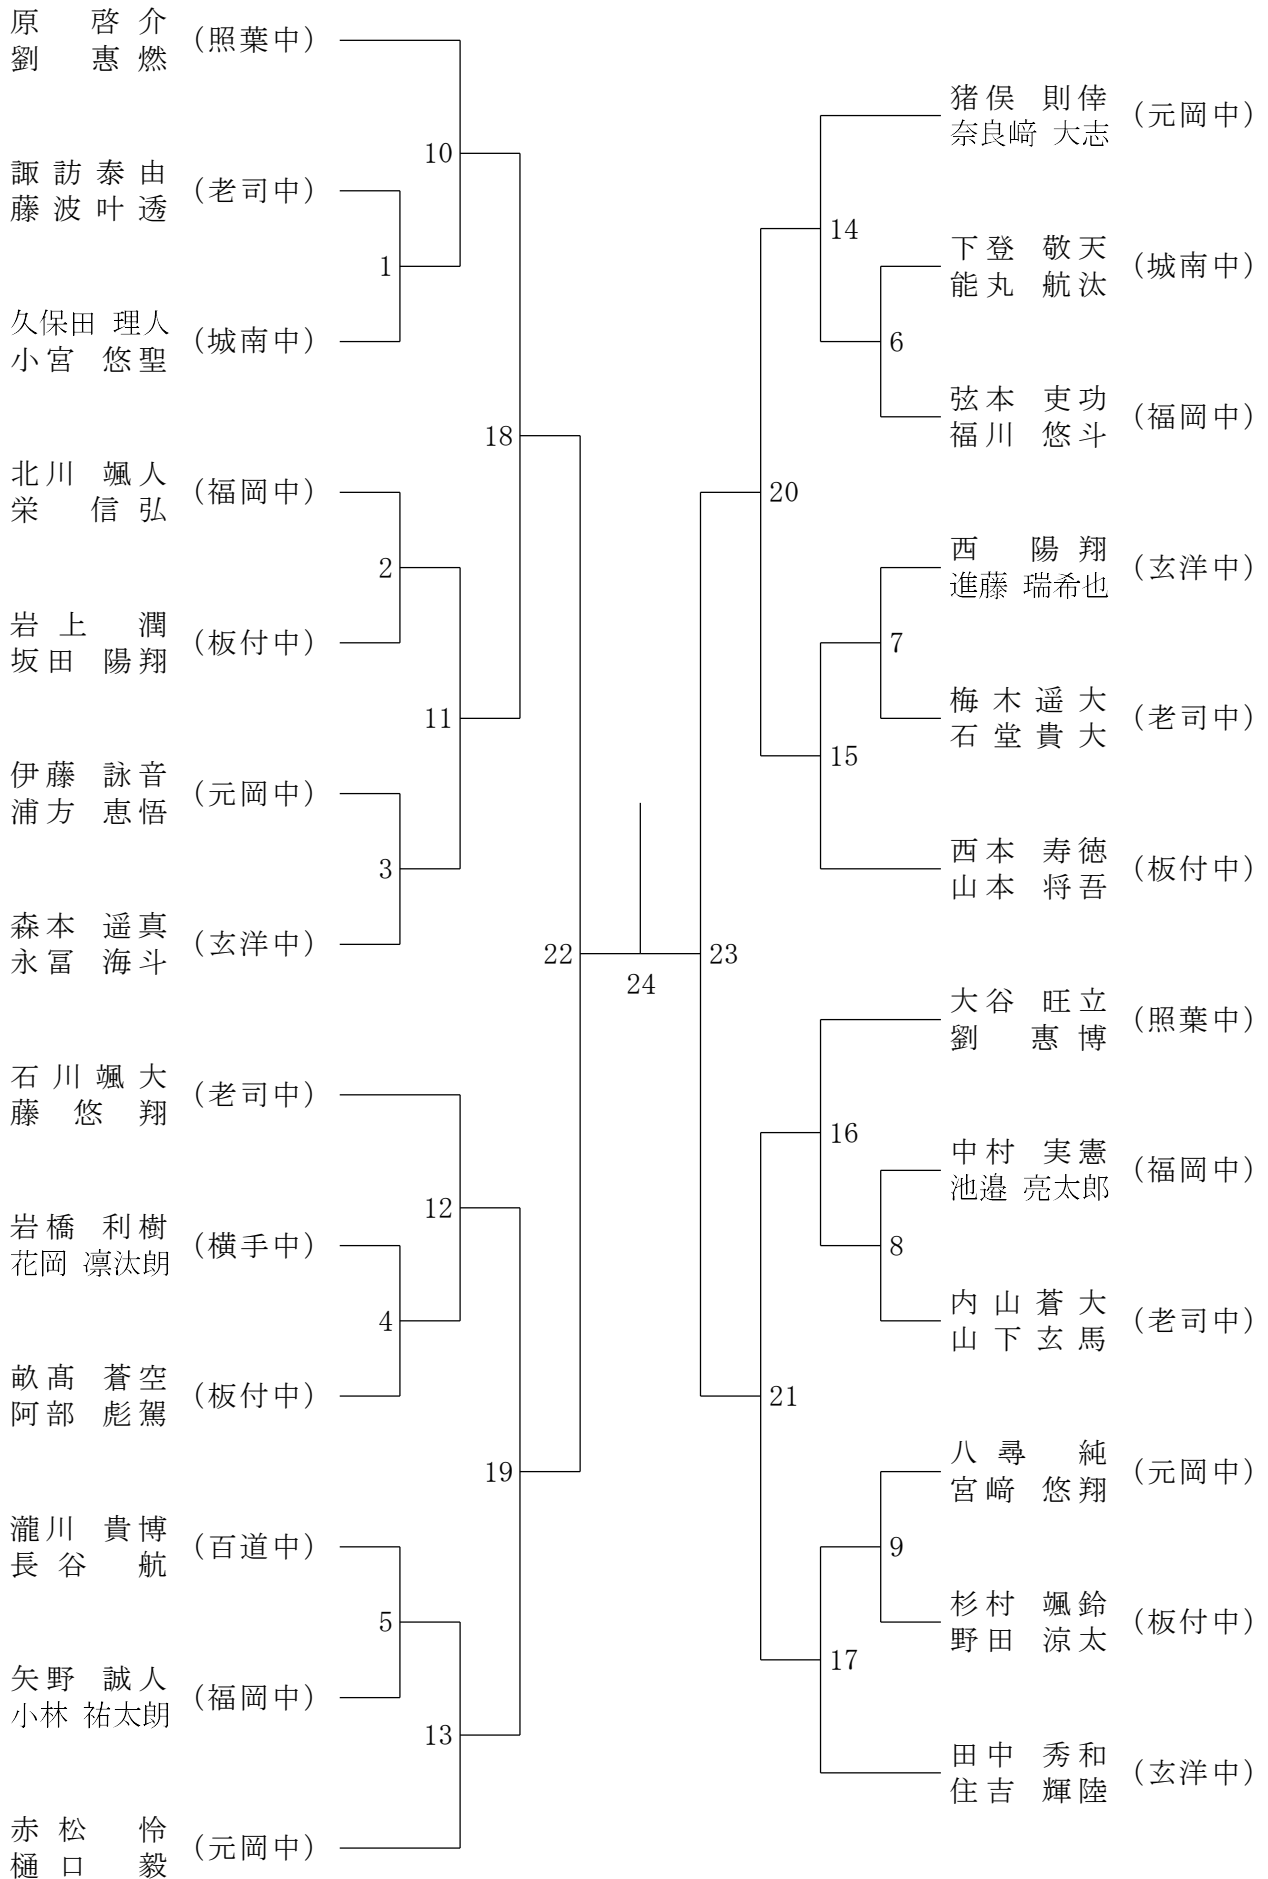 原 啓介
劉 惠燃
(照葉中)
諏訪泰由
藤波叶透
(老司中)
久保田 理人
小宮 悠聖
(城南中)
北川 颯人
栄 信弘
(福岡中)
岩上 潤
坂田 陽翔
(板付中)
伊藤 詠音
浦方 恵悟
(元岡中)
森本 遥真
永冨 海斗
(玄洋中)
石川颯大
藤 悠 翔
(老司中)
岩橋 利樹
花岡 凛汰朗
(横手中)
畝髙 蒼空
阿部 彪駕
(板付中)
瀧川 貴博
長谷 航
(百道中)
矢野 誠人
小林 祐太朗
(福岡中)
赤松 怜
樋口 毅
(元岡中)
1
2
3
4
5
10
11
12
13
18
19
22
24
23
20
21
14
15
16
17
6
7
8
9
猪俣 則倖
奈良﨑 大志
(元岡中)
下登 敬天
能丸 航汰
(城南中)
弦本 吏功
福川 悠斗
(福岡中)
西 陽翔
進藤 瑞希也
(玄洋中)
梅木遥大
石堂貴大
(老司中)
西本 寿徳
山本 将吾
(板付中)
大谷 旺立
劉 惠博
(照葉中)
中村 実憲
池邉 亮太郎
(福岡中)
内山蒼大
山下玄馬
(老司中)
八尋 純
宮﨑 悠翔
(元岡中)
杉村 颯鈴
野田 涼太
(板付中)
田中 秀和
住吉 輝陸
(玄洋中)